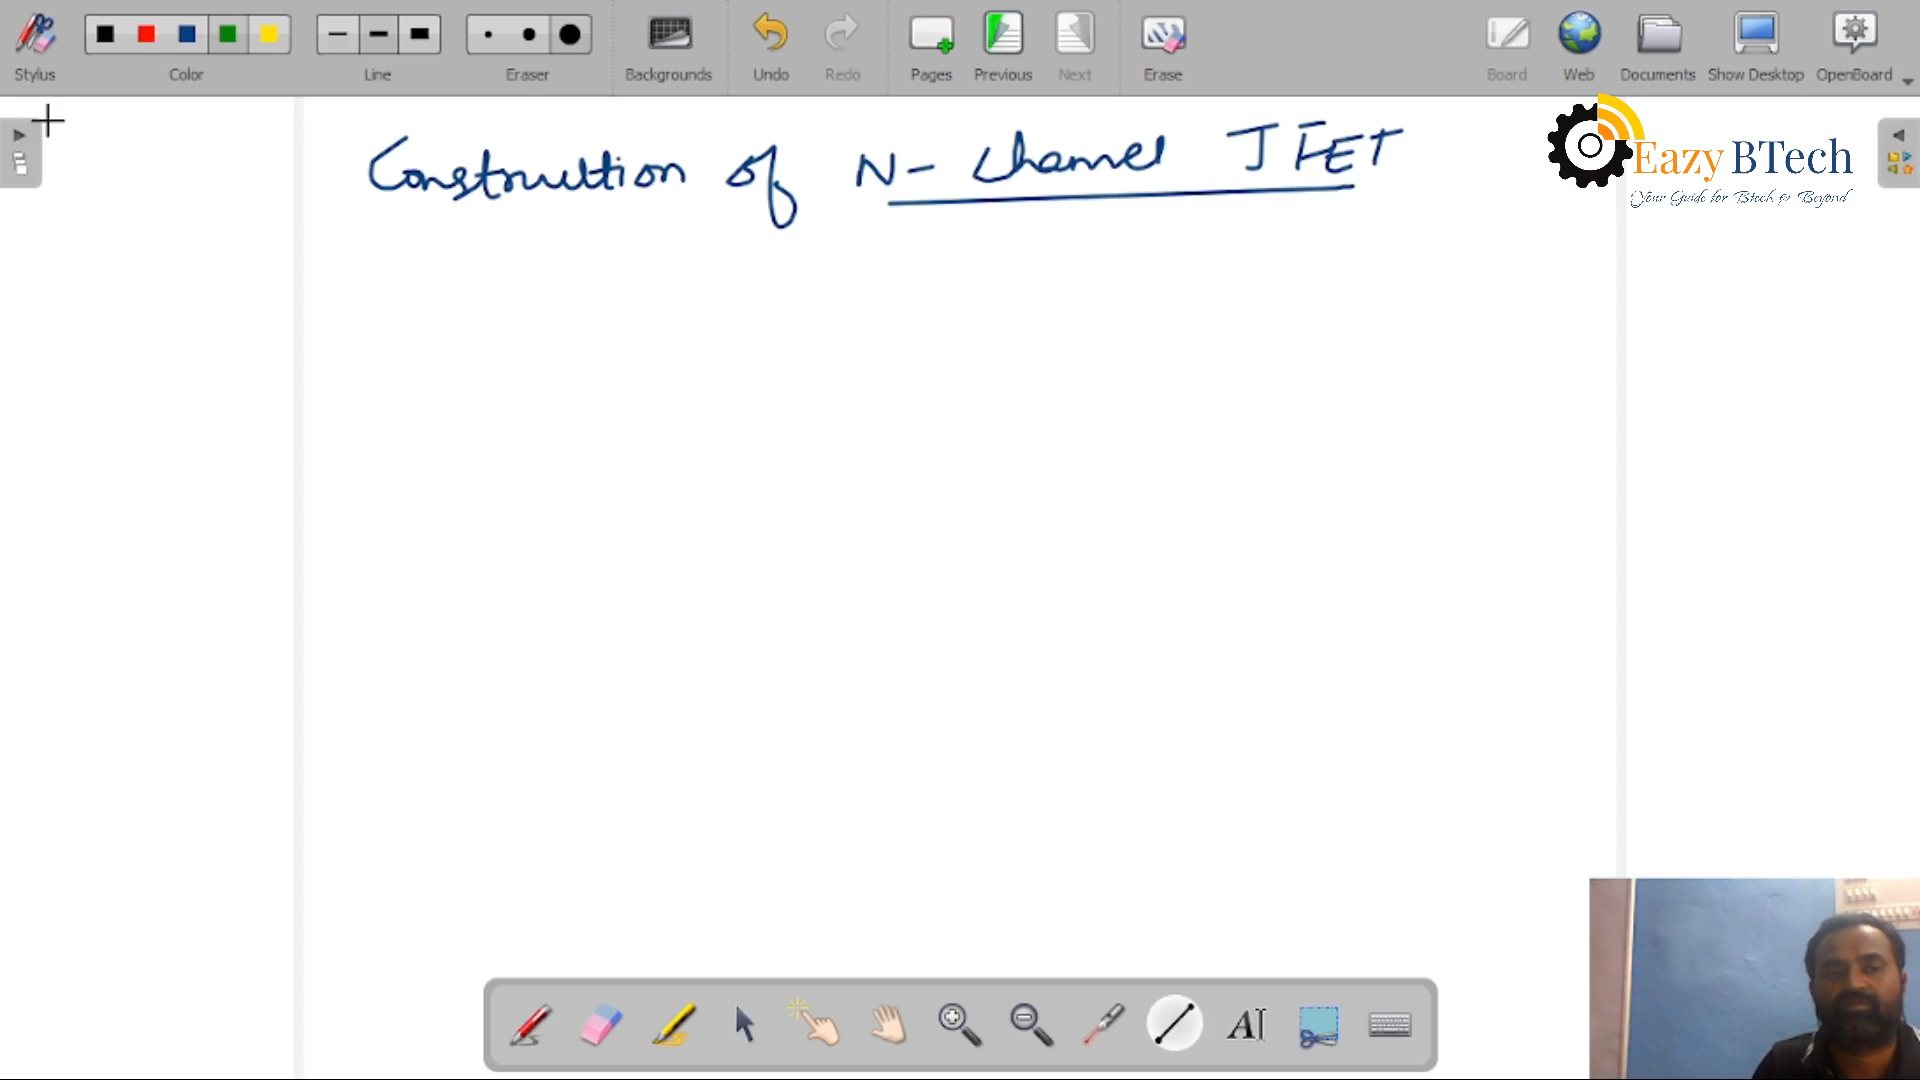 Stylus
Color
Line
Eraser
Backgrounds
Undo
Redo
Pages
Previous
Next
Erase
Board
Web
Documents
Show Desktop
OpenBoard
Construction of N- Channel JFET
Eazy BTech
Your Guide for Btech & Beyond
A